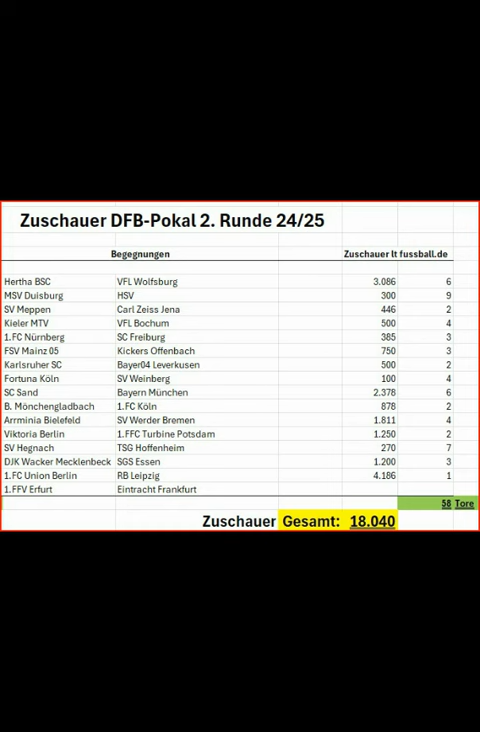 Zuschauer DFB-Pokal 2. Runde 24/25
Begegnungen Zuschauer lt fussball.de
Hertha BSC VFL Wolfsburg 3.086 6
MSV Duisburg HSV 300 9
SV Meppen Carl Zeiss Jena 446 2
Kieler MTV VFL Bochum 500 4
1.FC Nürnberg SC Freiburg 385 3
FSV Mainz 05 Kickers Offenbach 750 3
Karlsruher SC Bayer04 Leverkusen 500 2
Fortuna Köln SV Weinberg 100 4
SC Sand Bayern München 2.378 6
B. Mönchengladbach 1.FC Köln 878 2
Arrminia Bielefeld SV Werder Bremen 1.811 4
Viktoria Berlin 1.FFC Turbine Potsdam 1.250 2
SV Hegnach TSG Hoffenheim 270 7
DJK Wacker Mecklenbeck SGS Essen 1.200 3
1.FC Union Berlin RB Leipzig 4.186 1
1.FFV Erfurt Eintracht Frankfurt
58 Tore
Zuschauer Gesamt: 18.040